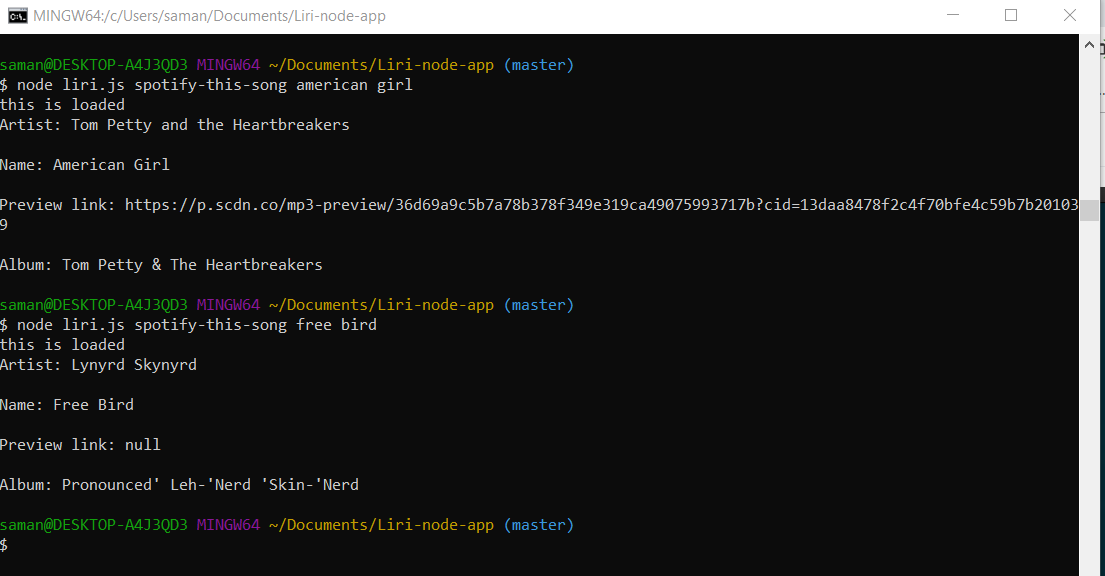 MINGW64:/c/Users/saman/Documents/Liri-node-app
saman@DESKTOP-A4J3QD3 MINGW64 ~/Documents/Liri-node-app (master)
$ node liri.js spotify-this-song american girl
this is loaded
Artist: Tom Petty and the Heartbreakers
Name: American Girl
Preview link: https://p.scdn.co/mp3-preview/36d69a9c5b7a78b378f349e319ca49075993717b?cid=13daa8478f2c4f70bfe4c59b7b20103
9
Album: Tom Petty & The Heartbreakers
saman@DESKTOP-A4J3QD3 MINGW64 ~/Documents/Liri-node-app (master)
$ node liri.js spotify-this-song free bird
this is loaded
Artist: Lynyrd Skynyrd
Name: Free Bird
Preview link: null
Album: Pronounced' Leh-'Nerd 'Skin-'Nerd
saman@DESKTOP-A4J3QD3 MINGW64 ~/Documents/Liri-node-app (master)
$